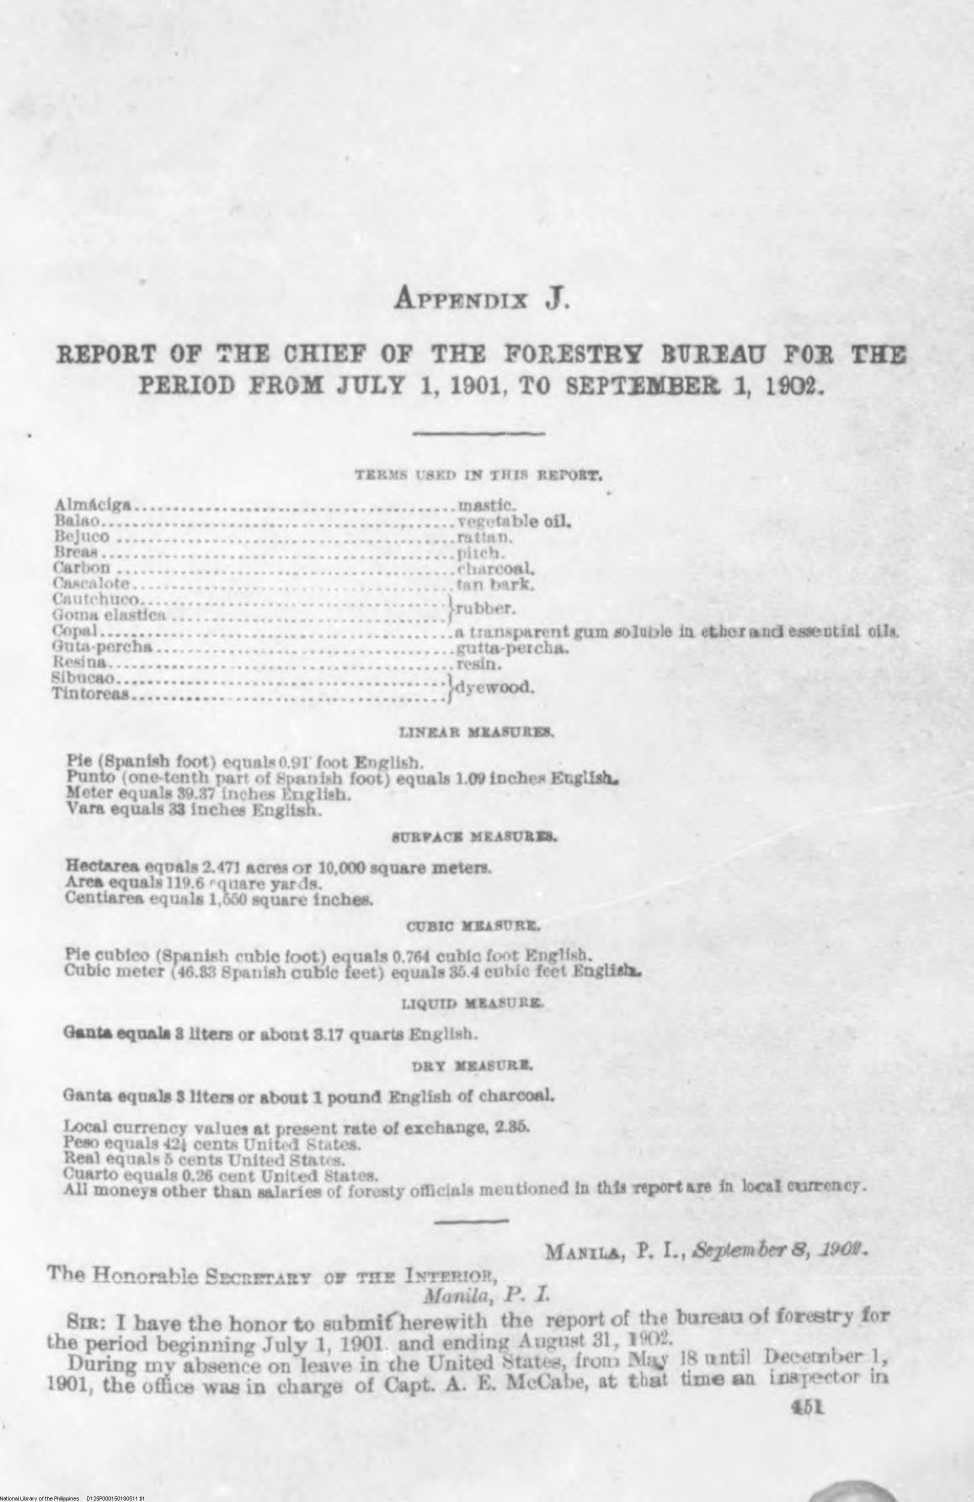 APPENDIX J.
REPORT OF THE CHIEF OF THE FORESTRY BUREAU FOR THE
PERIOD FROM JULY 1, 1901, TO SEPTEMBER 1, 1902.
TERMS USED IN THIS REPORT.
Almáciga........................................mastic.
Balao............................................vegetable oil.
Bejuco ..........................................rattan.
Breas............................................pitch.
Carbon ..........................................charcoal.
Cascalote........................................tan bark.
Cautchuco.......................................
Goma elastica ...................................}rubber.
Copal............................................a transparent gum soluble in ether and essential oils.
Guta-percha......................................gutta-percha.
Resina...........................................resin.
Sibucao..........................................
Tintoreas........................................}dyewood.
LINEAR MEASURES.
Pie (Spanish foot) equals 0.91 foot English.
Punto (one-tenth part of Spanish foot) equals 1.09 inches English.
Meter equals 39.37 inches English.
Vara equals 33 inches English.
SURFACE MEASURES.
Hectarea equals 2.471 acres or 10,000 square meters.
Area equals 119.6 square yards.
Centiarea equals 1,550 square inches.
CUBIC MEASURE.
Pie cubico (Spanish cubic foot) equals 0.764 cubic foot English.
Cubic meter (46.83 Spanish cubic feet) equals 35.4 cubic feet English.
LIQUID MEASURE.
Ganta equals 3 liters or about 3.17 quarts English.
DRY MEASURE.
Ganta equals 3 liters or about 1 pound English of charcoal.
Local currency values at present rate of exchange, 2.35.
Peso equals 42½ cents United States.
Real equals 5 cents United States.
Cuarto equals 0.26 cent United States.
All moneys other than salaries of foresty officials mentioned in this report are in local currency.
MANILA, P. I., September 8, 1902.
The Honorable SECRETARY OF THE INTERIOR,
Manila, P. I.
SIR: I have the honor to submit herewith the report of the bureau of forestry for
the period beginning July 1, 1901. and ending August 31, 1902.
During my absence on leave in the United States, from May 18 until December 1,
1901, the office was in charge of Capt. A. E. McCabe, at that time an inspector in
451
National Library of the Philippines